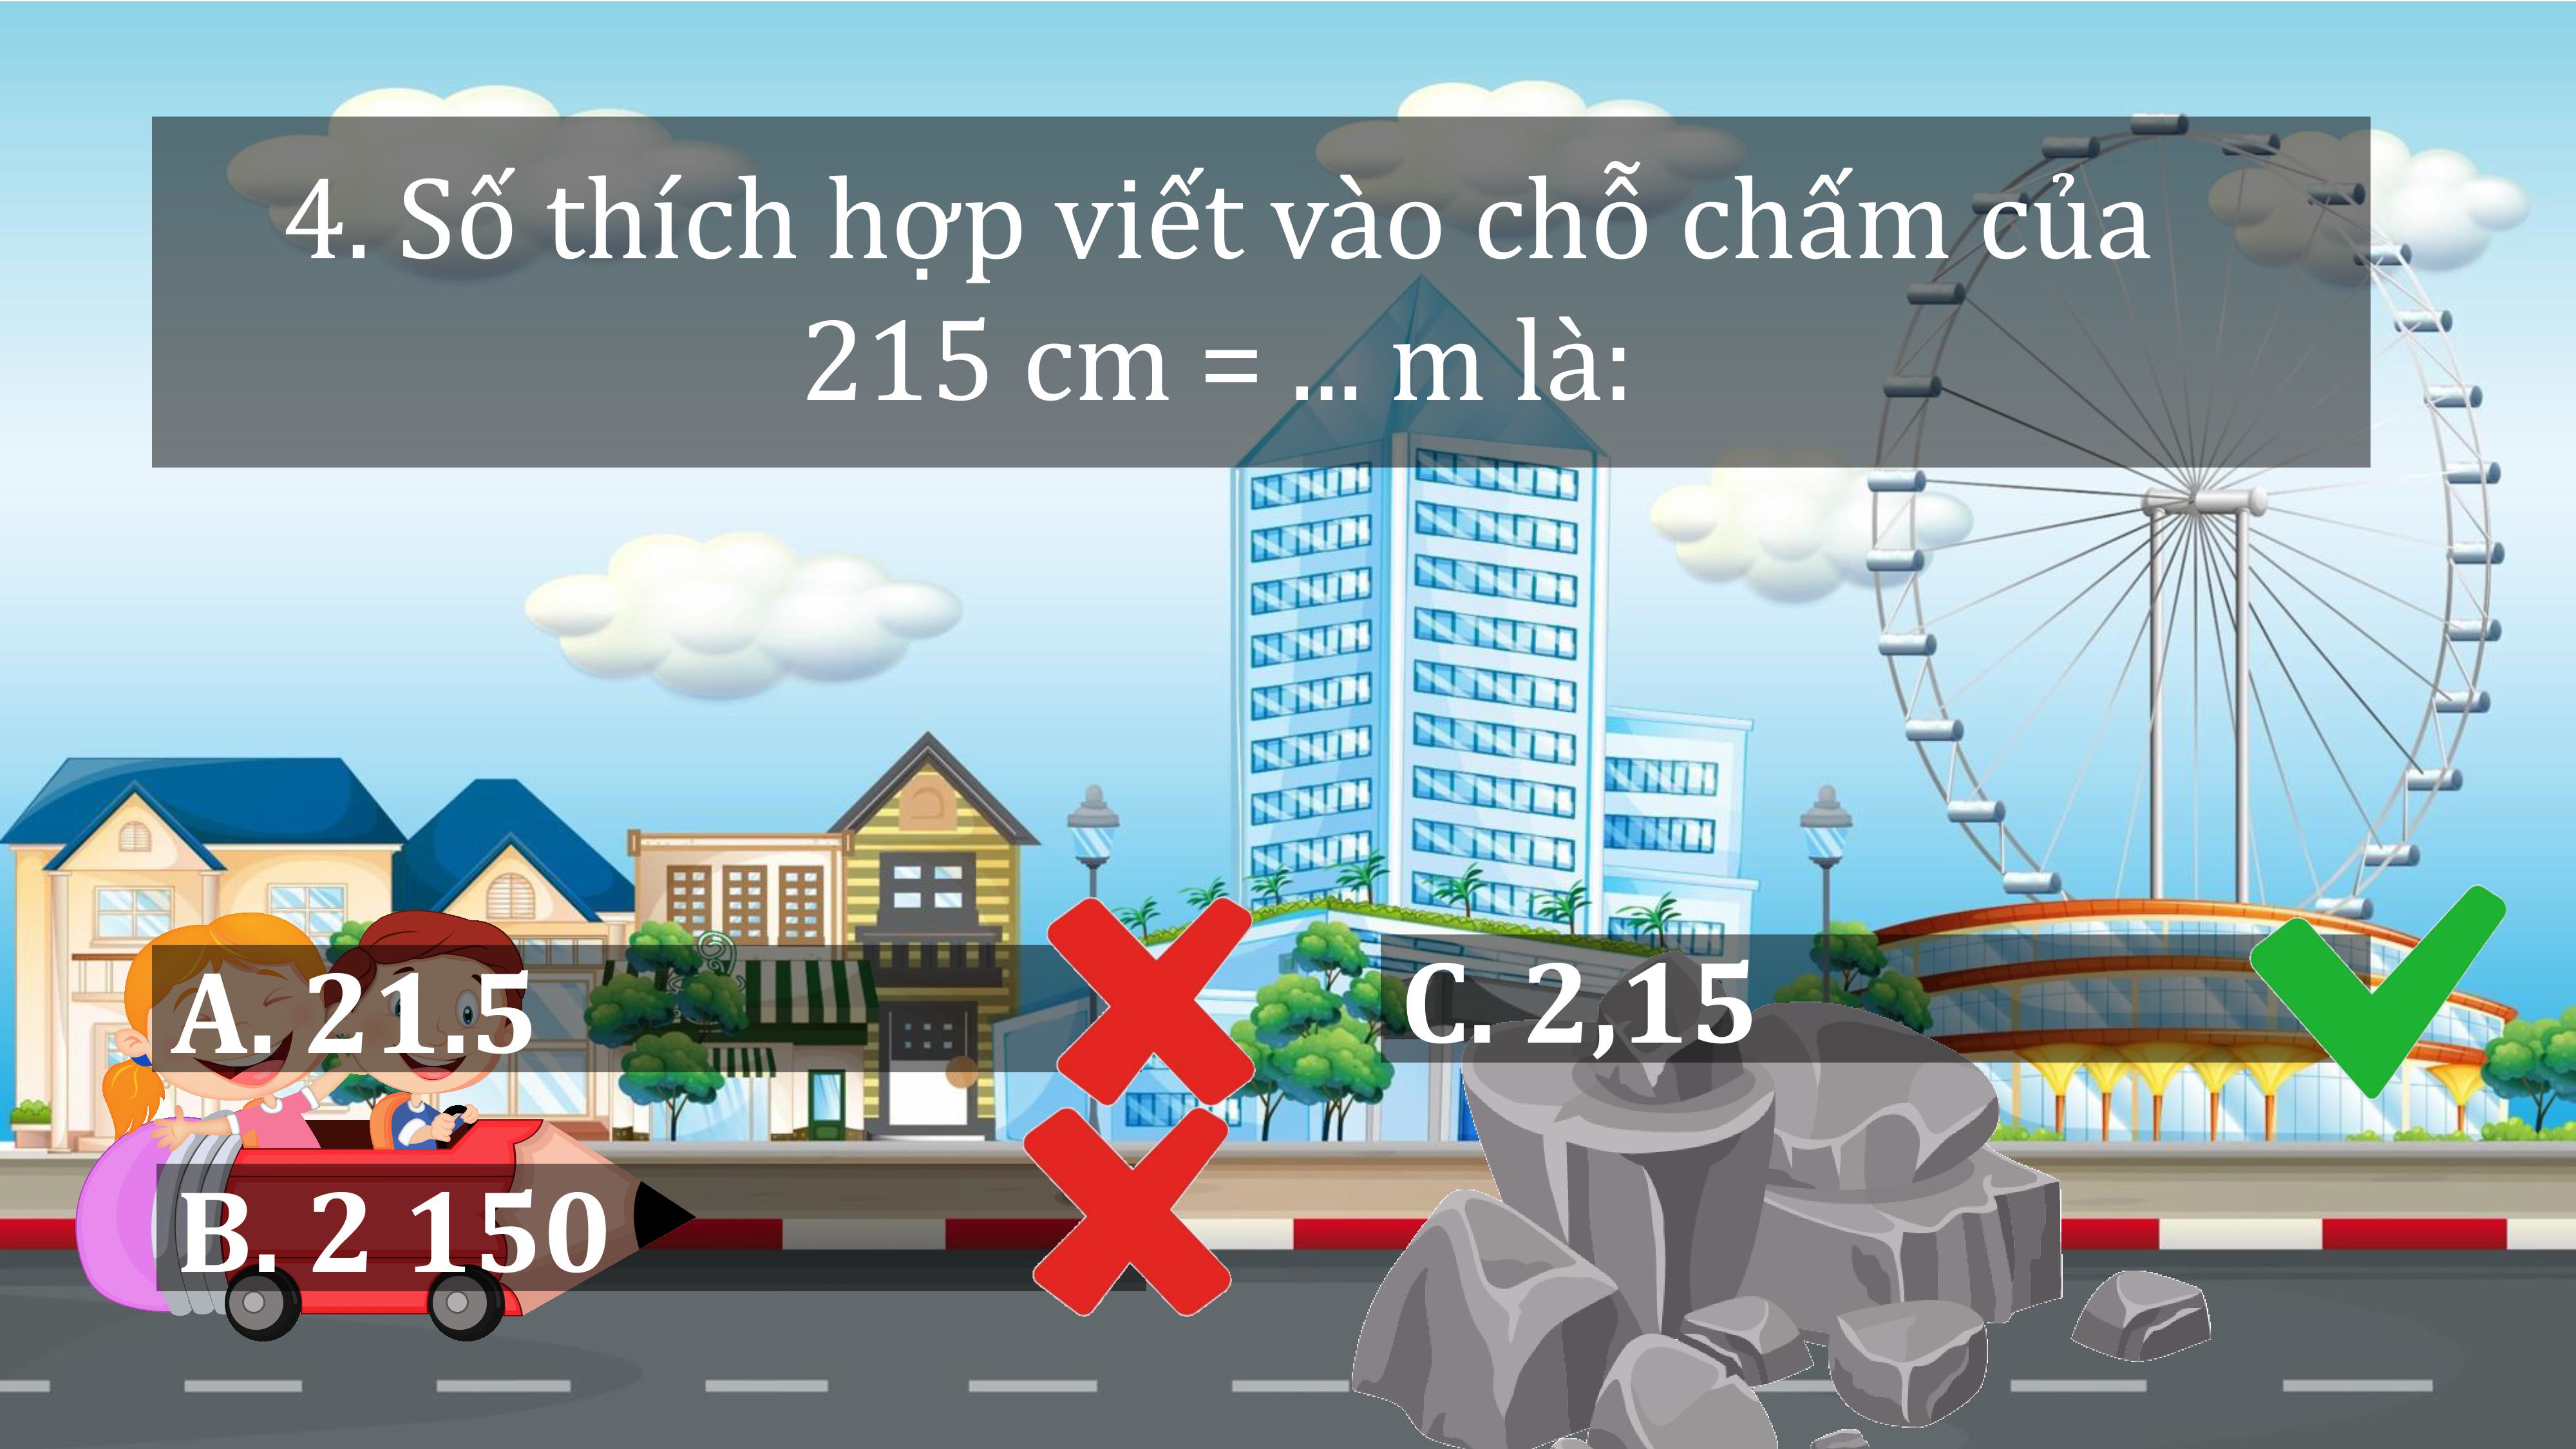 4. Số thích hợp viết vào chỗ chấm của
215 cm = ... m là:
A. 21.5
B. 2 150
C. 2,15